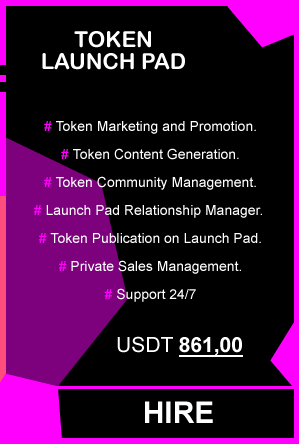 TOKEN
LAUNCH PAD
# Token Marketing and Promotion.
# Token Content Generation.
# Token Community Management.
# Launch Pad Relationship Manager.
# Token Publication on Launch Pad.
# Private Sales Management.
# Support 24/7
USDT 861,00
HIRE